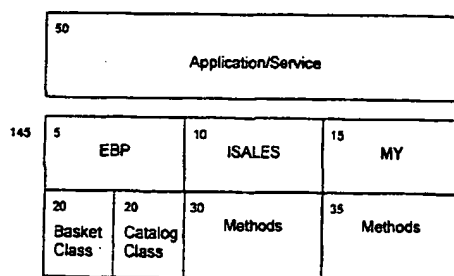 50
Application/Service
145
5
EBP
10
ISALES
15
MY
20
Basket
Class
20
Catalog
Class
30
Methods
35
Methods